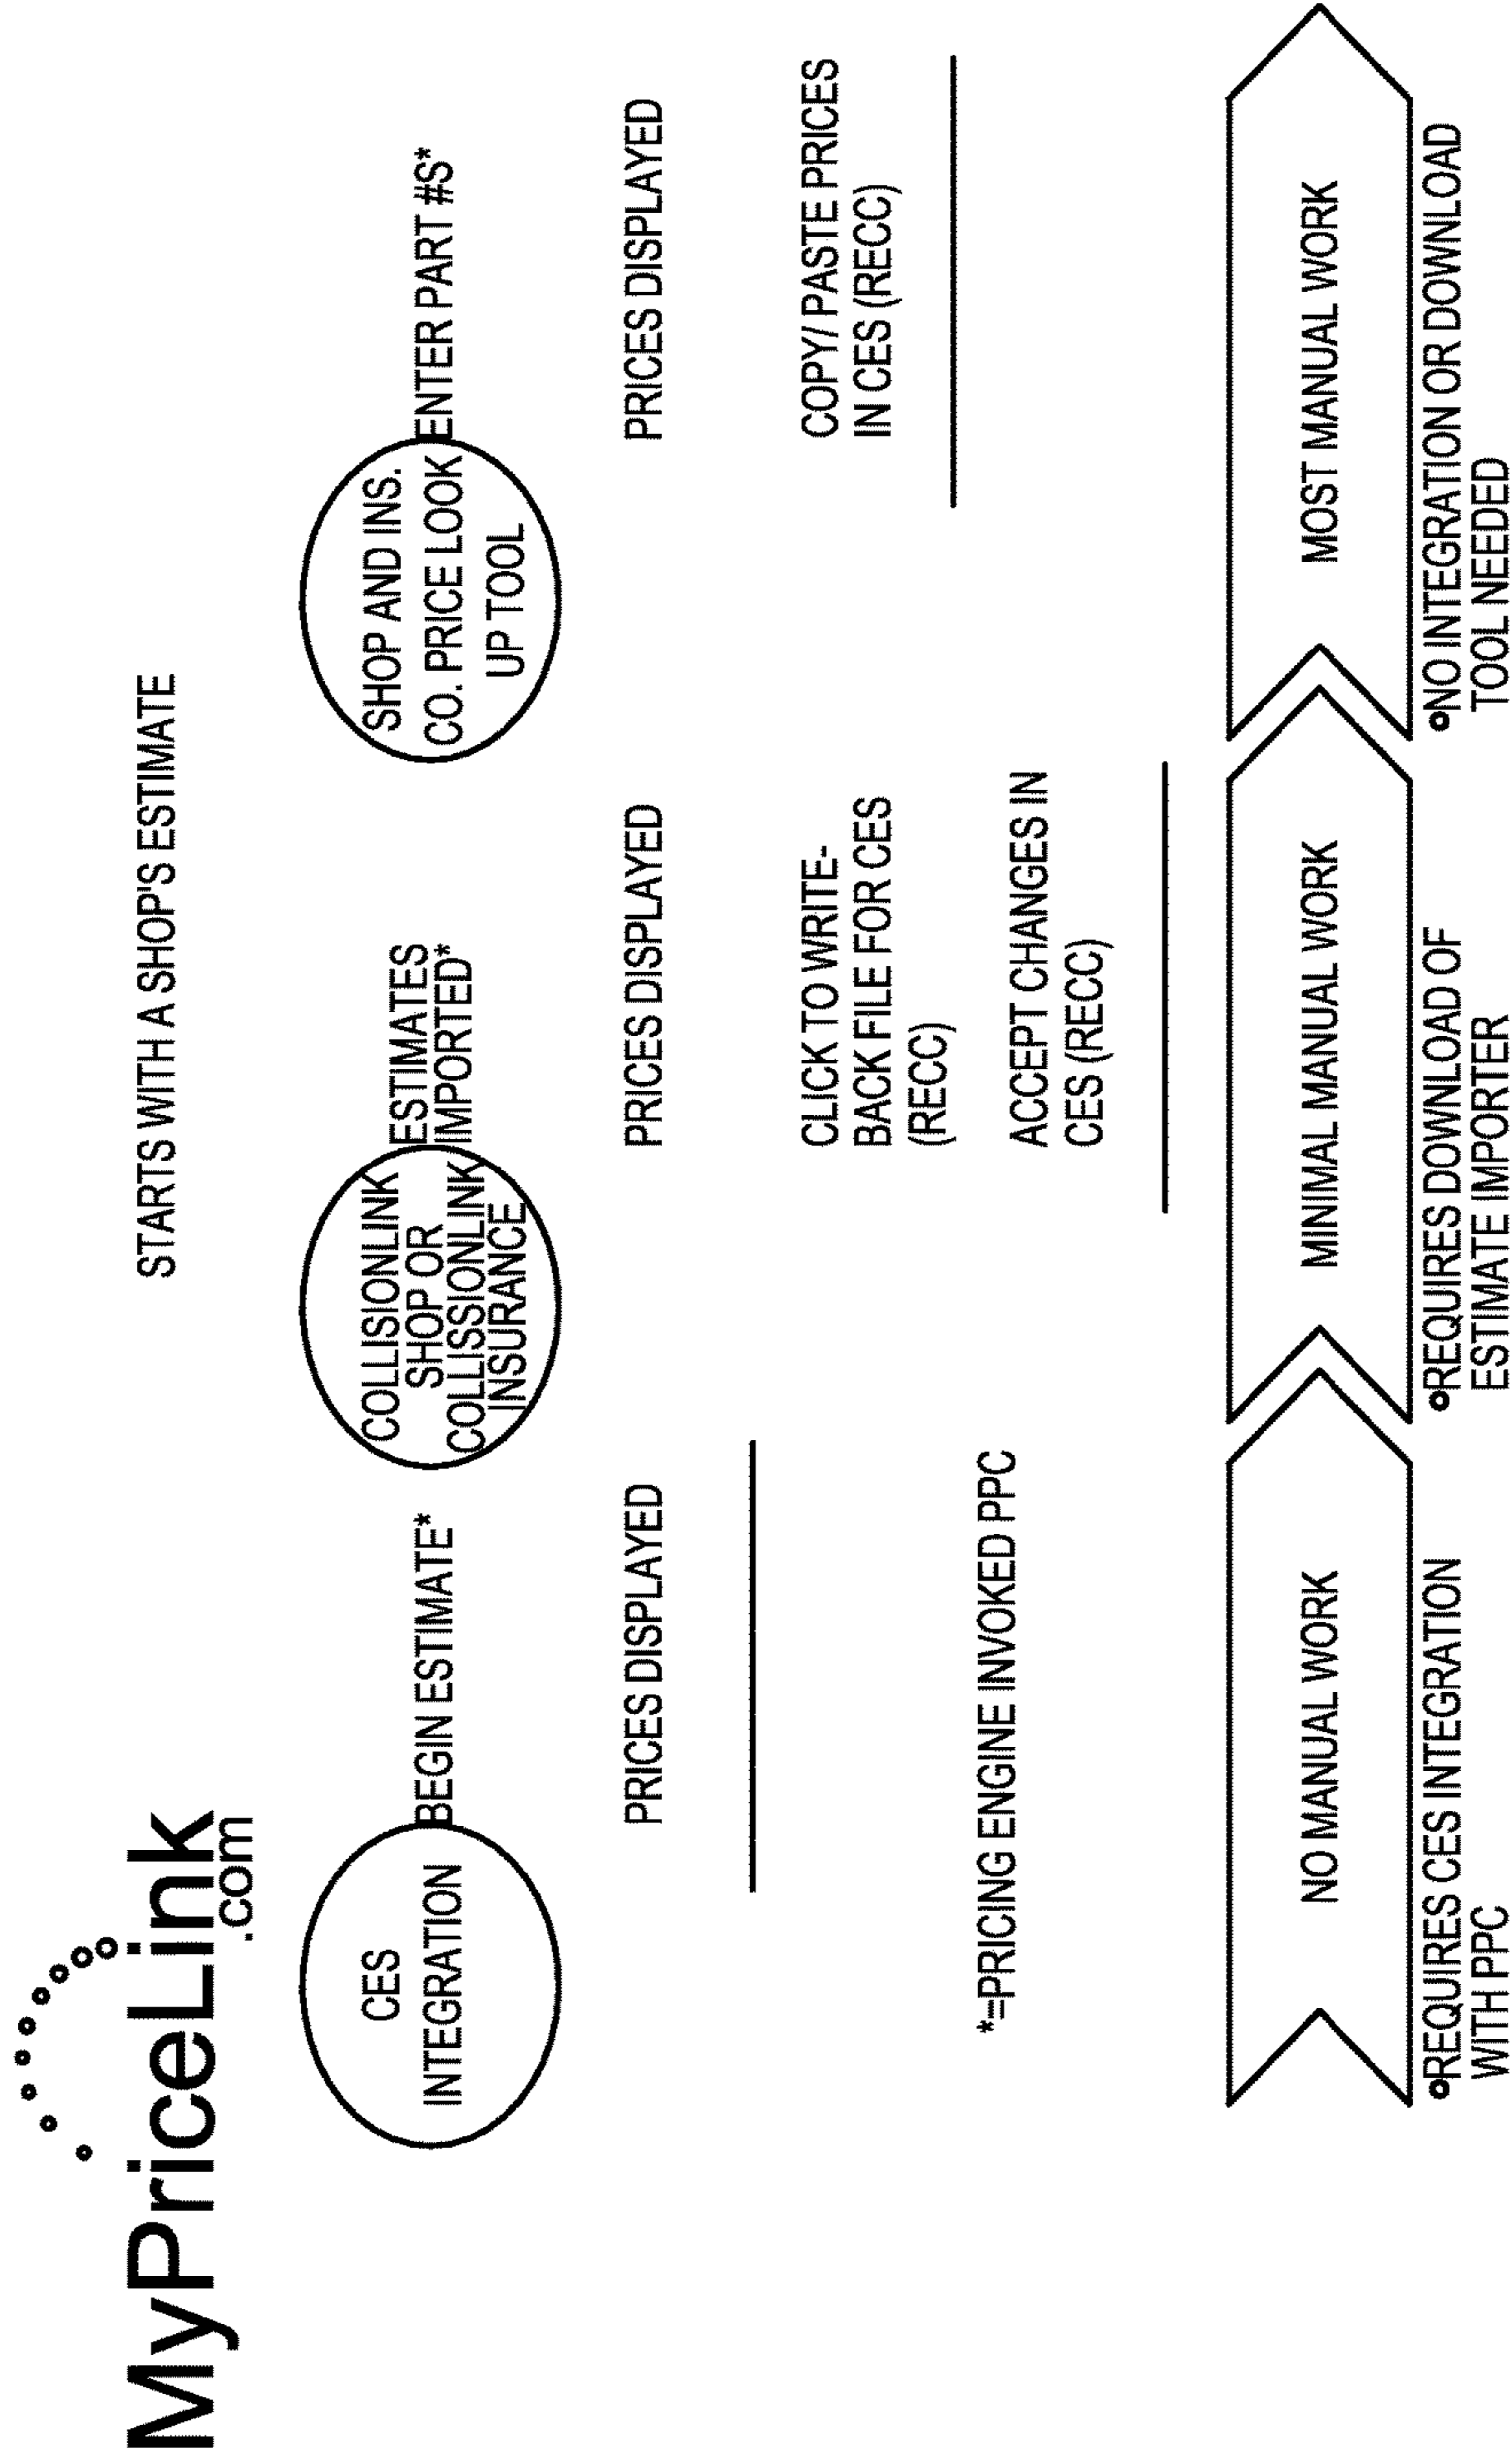 MyPriceLink
.com
STARTS WITH A SHOP'S ESTIMATE
CES
INTEGRATION
BEGIN ESTIMATE*
PRICES DISPLAYED
*=PRICING ENGINE INVOKED PPC
COLLISIONLINK
SHOP OR
COLLISSIONLINK
INSURANCE
ESTIMATES
IMPORTED*
PRICES DISPLAYED
CLICK TO WRITE-
BACK FILE FOR CES
(RECC)
ACCEPT CHANGES IN
CES (RECC)
SHOP AND INS.
CO. PRICE LOOK
UP TOOL
ENTER PART #S*
PRICES DISPLAYED
COPY/ PASTE PRICES
IN CES (RECC)
NO MANUAL WORK
REQUIRES CES INTEGRATION
WITH PPC
MINIMAL MANUAL WORK
REQUIRES DOWNLOAD OF
ESTIMATE IMPORTER
MOST MANUAL WORK
NO INTEGRATION OR DOWNLOAD
TOOL NEEDED